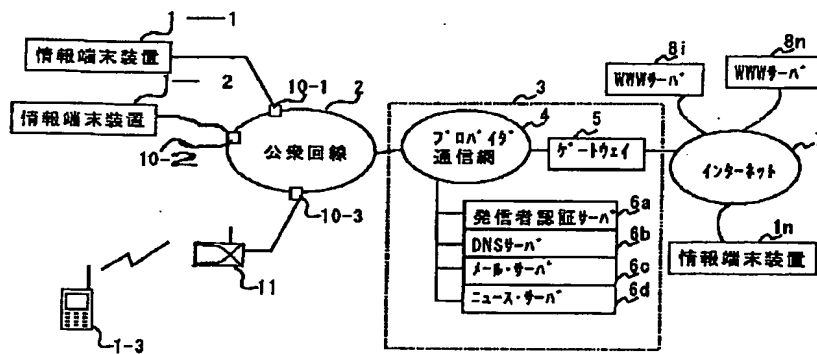 1 — 1
情報端末装置
1 — 2
情報端末装置
10-1
2
10-2
公衆回線
10-3
11
1-3
3
4
プロバイダ
通信網
5
ゲートウェイ
発信者認証サーバ
6a
DNSサーバ
6b
メール・サーバ
6c
ニュース・サーバ
6d
8i
WWWサーバ
8n
WWWサーバ
インターネット
1n
情報端末装置